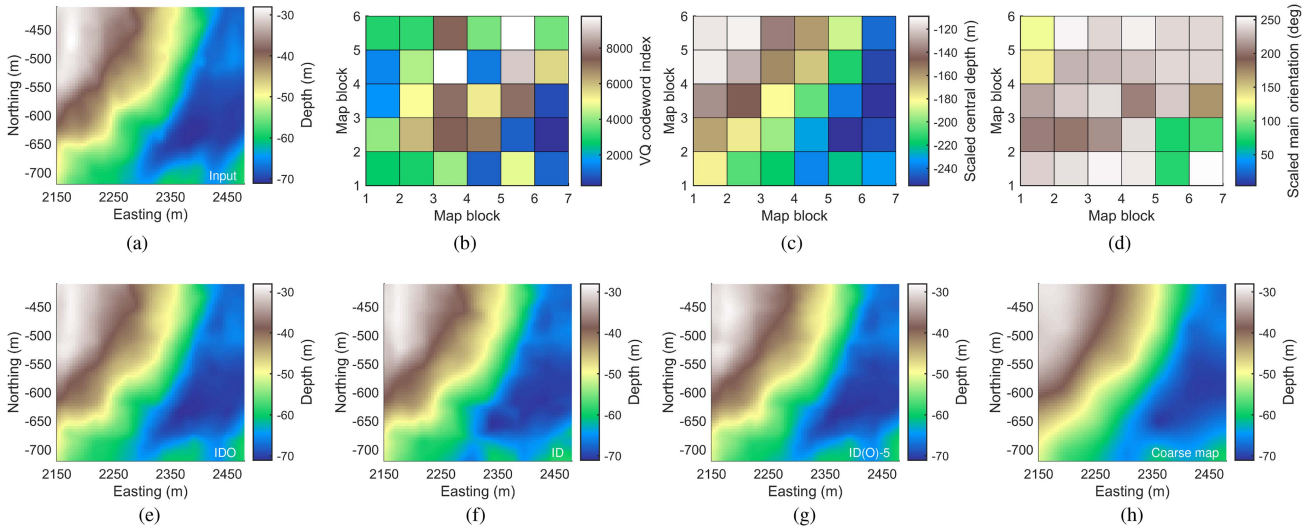 -450
-500
-550
-600
-650
-700
Northing (m)
2150 2250 2350 2450
Easting (m)
Input
-30
-40
-50
-60
-70
Depth (m)
(a)
6
5
4
3
2
1
Map block
1 2 3 4 5 6 7
Map block
8000
6000
4000
2000
VQ codeword index
(b)
6
5
4
3
2
1
Map block
1 2 3 4 5 6 7
Map block
-120
-140
-160
-180
-200
-220
-240
Scaled central depth (m)
(c)
6
5
4
3
2
1
Map block
1 2 3 4 5 6 7
Map block
250
200
150
100
50
Scaled main orientation (deg)
(d)
-450
-500
-550
-600
-650
-700
Northing (m)
2150 2250 2350 2450
Easting (m)
IDO
-30
-40
-50
-60
-70
Depth (m)
(e)
-450
-500
-550
-600
-650
-700
Northing (m)
2150 2250 2350 2450
Easting (m)
ID
-30
-40
-50
-60
-70
Depth (m)
(f)
-450
-500
-550
-600
-650
-700
Northing (m)
2150 2250 2350 2450
Easting (m)
ID(O)-5
-30
-40
-50
-60
-70
Depth (m)
(g)
-450
-500
-550
-600
-650
-700
Northing (m)
2150 2250 2350 2450
Easting (m)
Coarse map
-30
-40
-50
-60
-70
Depth (m)
(h)